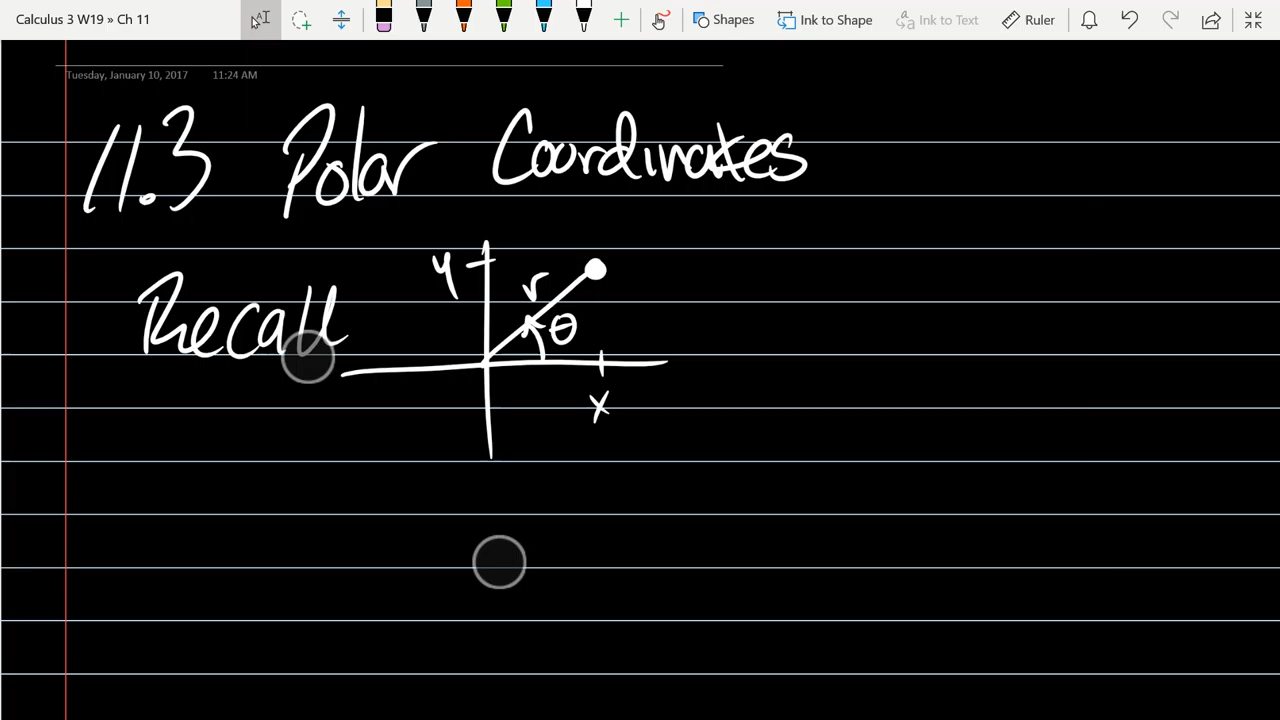 Calculus 3 W19 » Ch 11
Shapes
Ink to Shape
Ink to Text
Ruler
Tuesday, January 10, 2017 11:24 AM
11.3 Polar Coordinates
Recall
y
r
θ
x